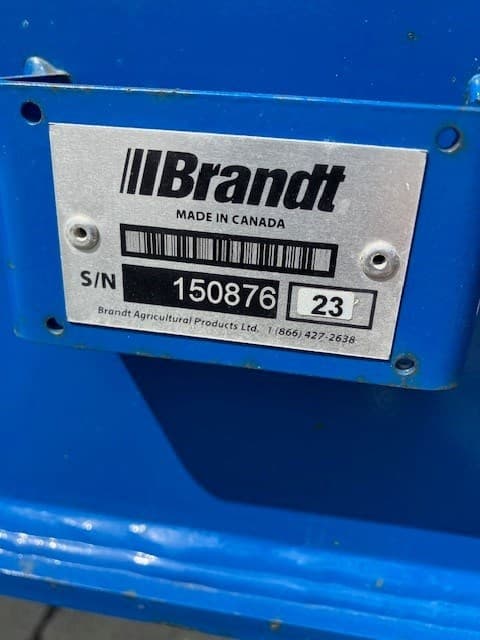 Brandt
MADE IN CANADA
S/N 150876 23
Brandt Agricultural Products Ltd. 1 (866) 427-2638